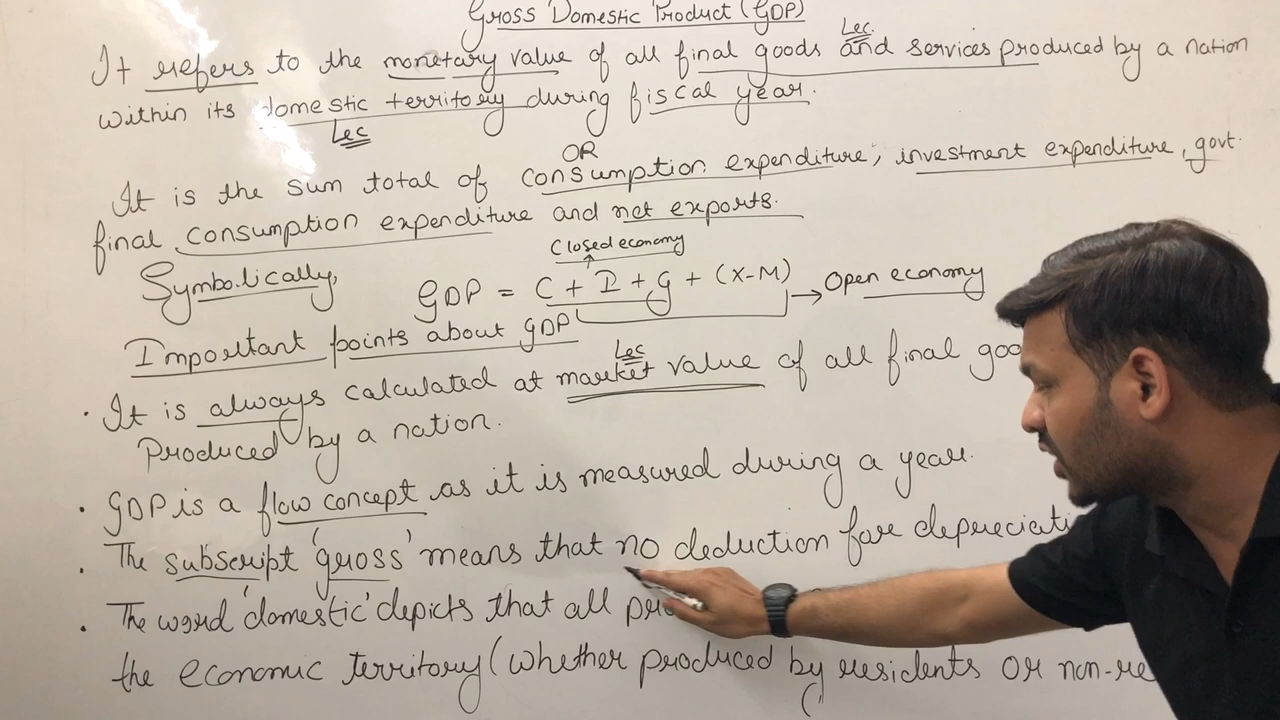 Gross Domestic Product (GDP)
Lec.
It refers to the monetary value of all final goods and services produced by a nation
within its domestic territory during fiscal year.
Lec
OR
It is the sum total of consumption expenditure, investment expenditure, govt.
final consumption expenditure and net exports.
Closed economy
Symbolically, GDP = C + I + G + (X-M) → Open economy
Important points about GDP
Lec
· It is always calculated at market value of all final goo
Produced by a nation.
· GDP is a flow concept as it is measured during a year.
· The subscript 'gross' means that no deduction for depreciati
· The word 'domestic' depicts that all pr
the economic territory (whether produced by residents or non-re